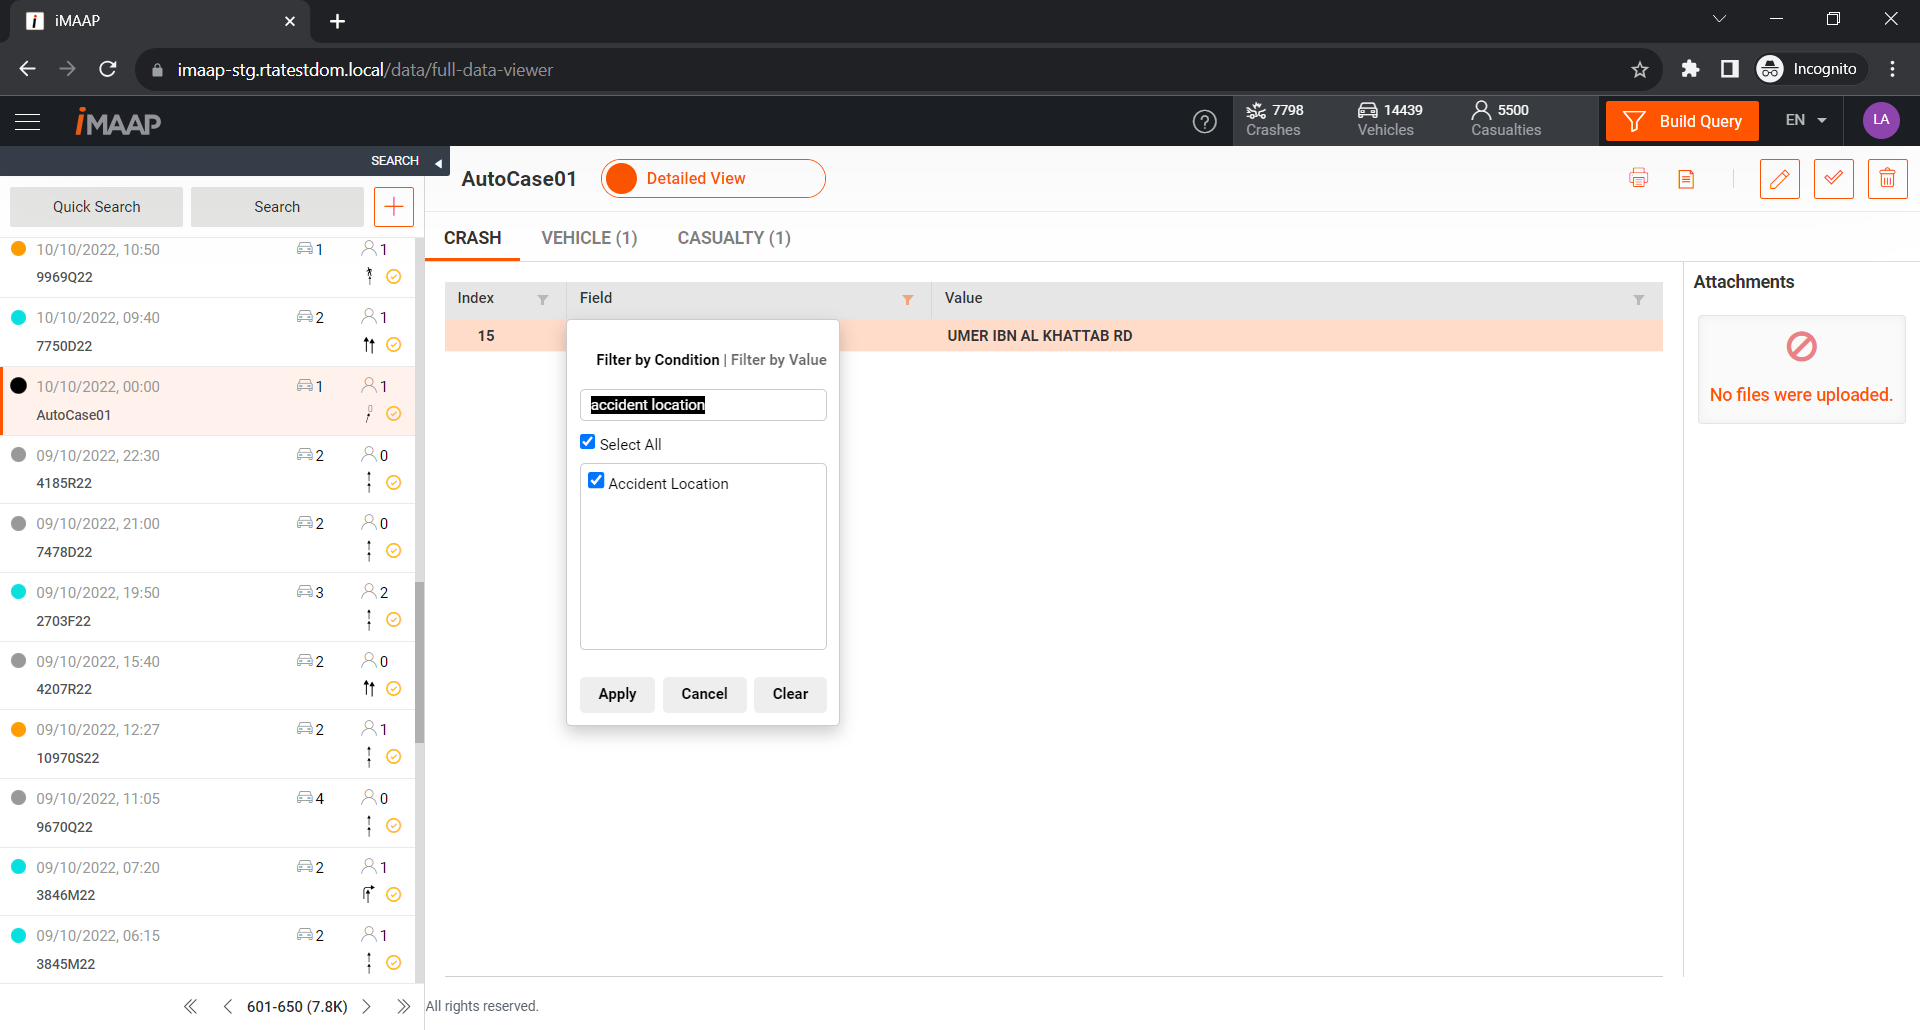 iMAAP
imaap-stg.rtatestdom.local/data/full-data-viewer
Incognito
iMAAP
7798
Crashes
14439
Vehicles
5500
Casualties
Build Query
EN
LA
SEARCH
Quick Search
Search
AutoCase01
Detailed View
CRASH
VEHICLE (1)
CASUALTY (1)
10/10/2022, 10:50 1 1
9969Q22
10/10/2022, 09:40 2 1
7750D22
10/10/2022, 00:00 1 1
AutoCase01
09/10/2022, 22:30 2 0
4185R22
09/10/2022, 21:00 2 0
7478D22
09/10/2022, 19:50 3 2
2703F22
09/10/2022, 15:40 2 0
4207R22
09/10/2022, 12:27 2 1
10970S22
09/10/2022, 11:05 4 0
9670Q22
09/10/2022, 07:20 2 1
3846M22
09/10/2022, 06:15 2 1
3845M22
601-650 (7.8K)
Index Field Value
15 UMER IBN AL KHATTAB RD
Filter by Condition | Filter by Value
accident location
Select All
Accident Location
Apply Cancel Clear
Attachments
No files were uploaded.
All rights reserved.